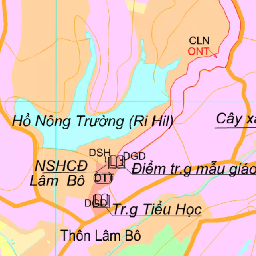 CLN
ONT
Hồ Nông Trường (Ri Hil)
Cây xă
DSH
DGD
NSHCĐ
Điểm tr.g mẫu giáo
Lâm Bô
DTT
DGD
Tr.g Tiểu Học
Thôn Lâm Bô